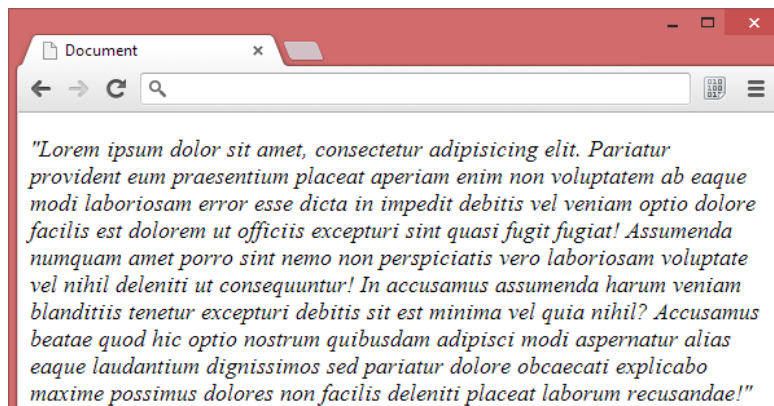 Document
"Lorem ipsum dolor sit amet, consectetur adipisicing elit. Pariatur
provident eum praesentium placeat aperiam enim non voluptatem ab eaque
modi laboriosam error esse dicta in impedit debitis vel veniam optio dolore
facilis est dolorem ut officiis excepturi sint quasi fugit fugiat! Assumenda
numquam amet porro sint nemo non perspiciatis vero laboriosam voluptate
vel nihil deleniti ut consequuntur! In accusamus assumenda harum veniam
blanditiis tenetur excepturi debitis sit est minima vel quia nihil? Accusamus
beatae quod hic optio nostrum quibusdam adipisci modi aspernatur alias
eaque laudantium dignissimos sed pariatur dolore obcaecati explicabo
maxime possimus dolores non facilis deleniti placeat laborum recusandae!"